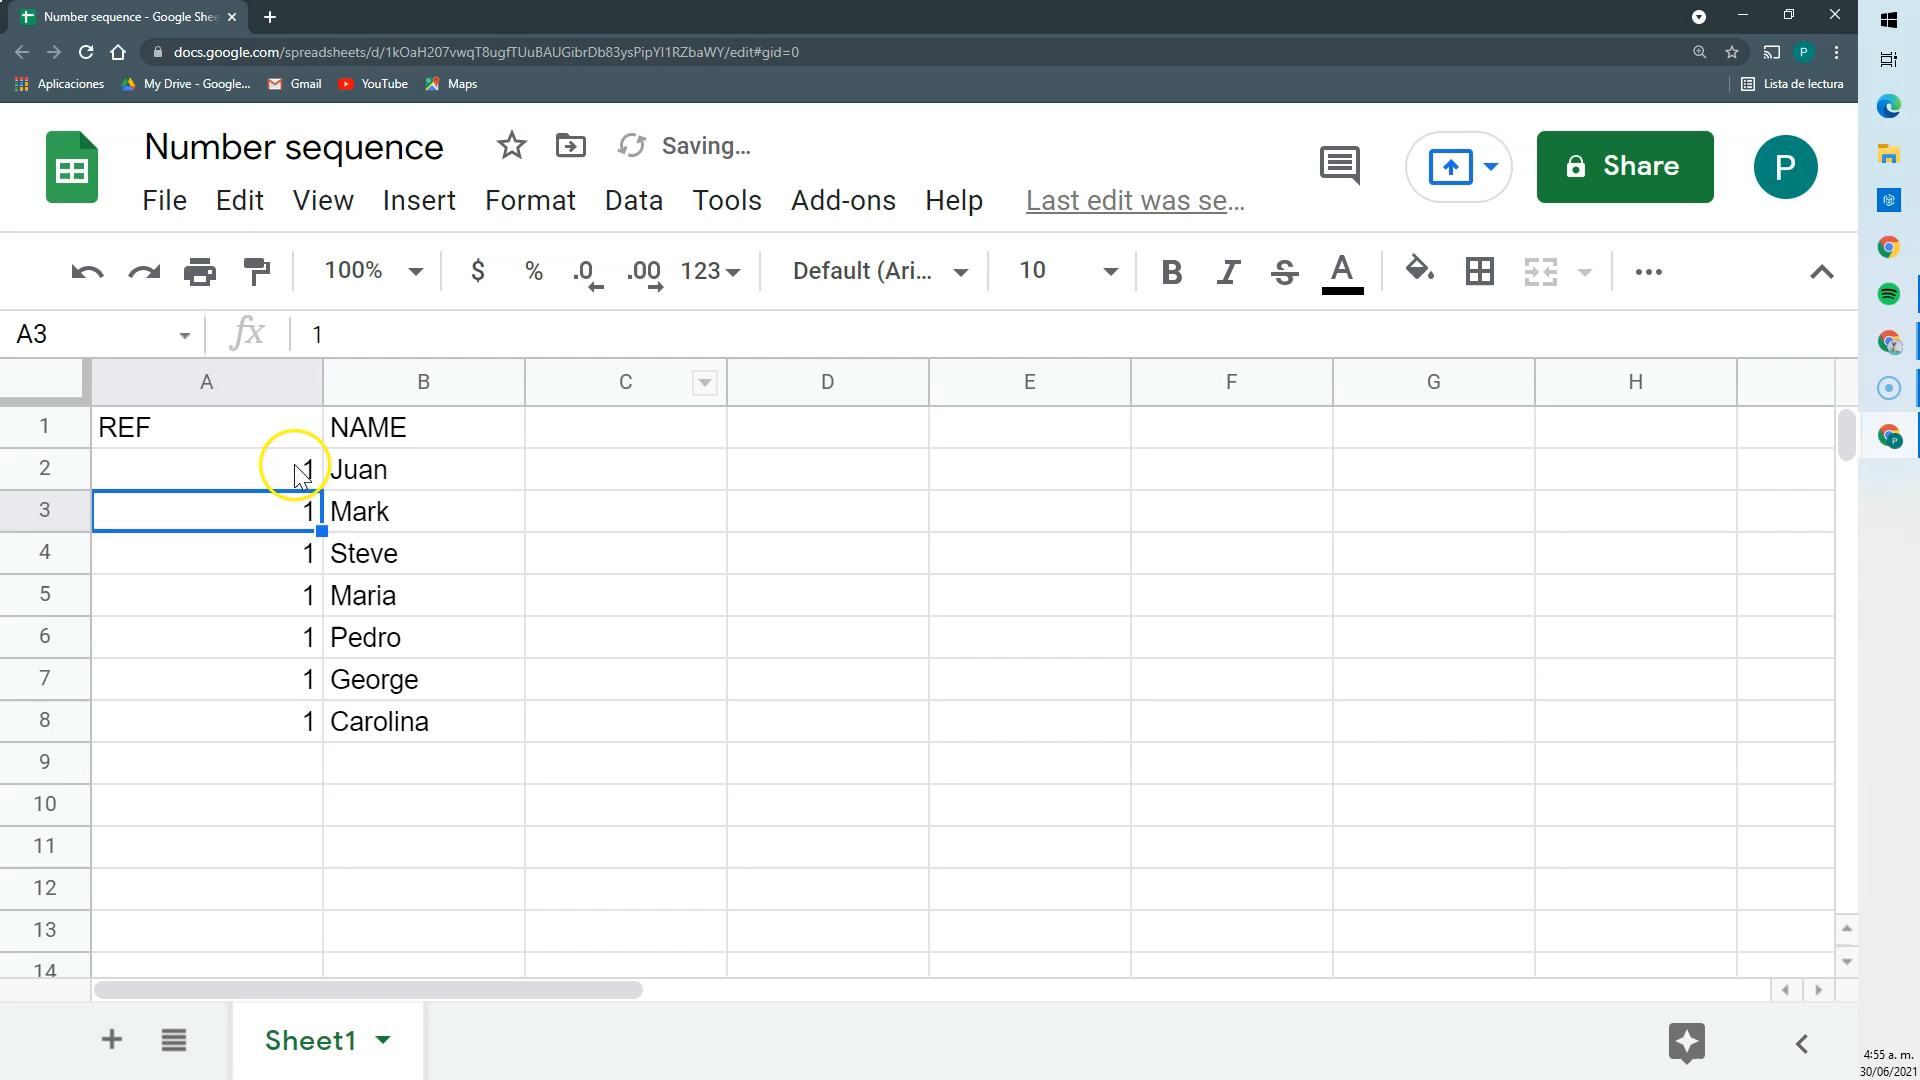 Number sequence - Google Shee
docs.google.com/spreadsheets/d/1kOaH207vwqT8ugfTUuBAUGibrDb83ysPipYI1RZbaWY/edit#gid=0
P
Aplicaciones My Drive - Google... Gmail YouTube Maps Lista de lectura
Number sequence Saving...
File Edit View Insert Format Data Tools Add-ons Help Last edit was se...
Share
P
100% $ % .0 .00 123 Default (Ari... 10 B I S A
A3 fx 1
A B C D E F G H
1 REF NAME
2 1 Juan
3 1 Mark
4 1 Steve
5 1 Maria
6 1 Pedro
7 1 George
8 1 Carolina
9
10
11
12
13
14
Sheet1
4:55 a. m.
30/06/2021